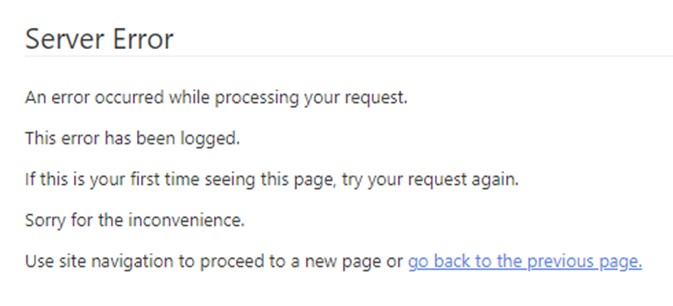 Server Error
An error occurred while processing your request.
This error has been logged.
If this is your first time seeing this page, try your request again.
Sorry for the inconvenience.
Use site navigation to proceed to a new page or go back to the previous page.